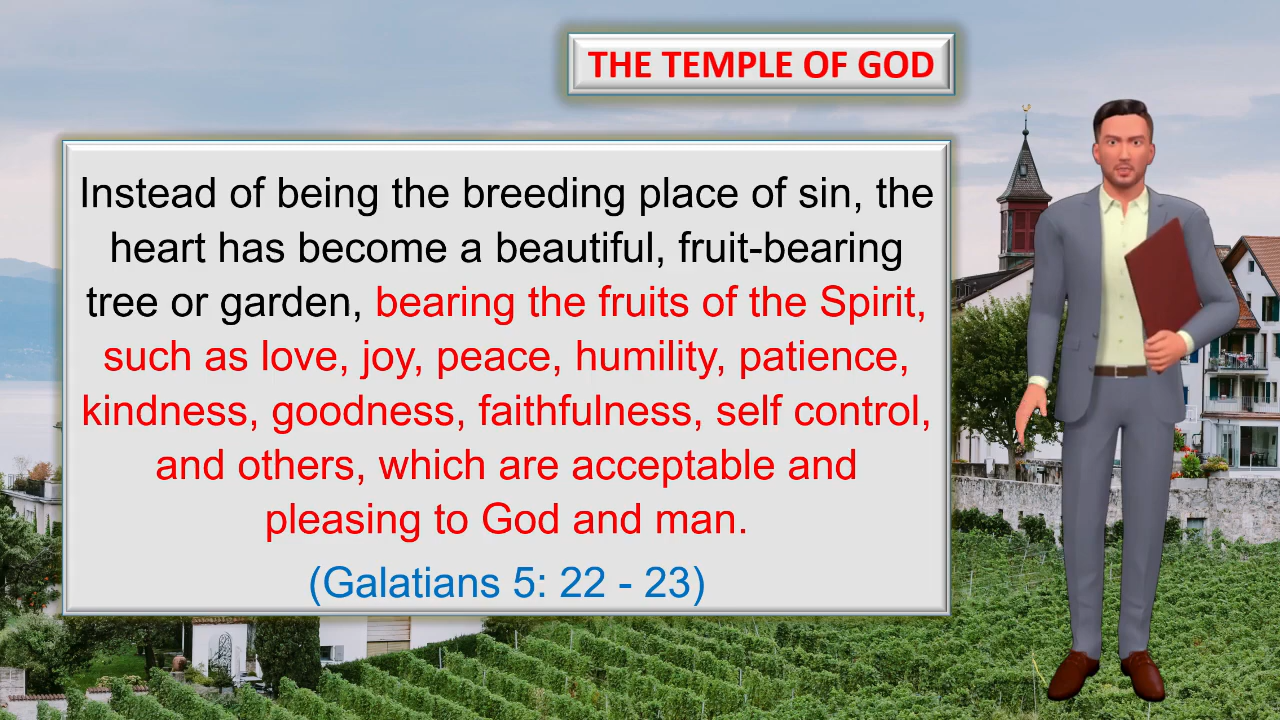 THE TEMPLE OF GOD
Instead of being the breeding place of sin, the
heart has become a beautiful, fruit-bearing
tree or garden, bearing the fruits of the Spirit,
such as love, joy, peace, humility, patience,
kindness, goodness, faithfulness, self control,
and others, which are acceptable and
pleasing to God and man.
(Galatians 5: 22 - 23)